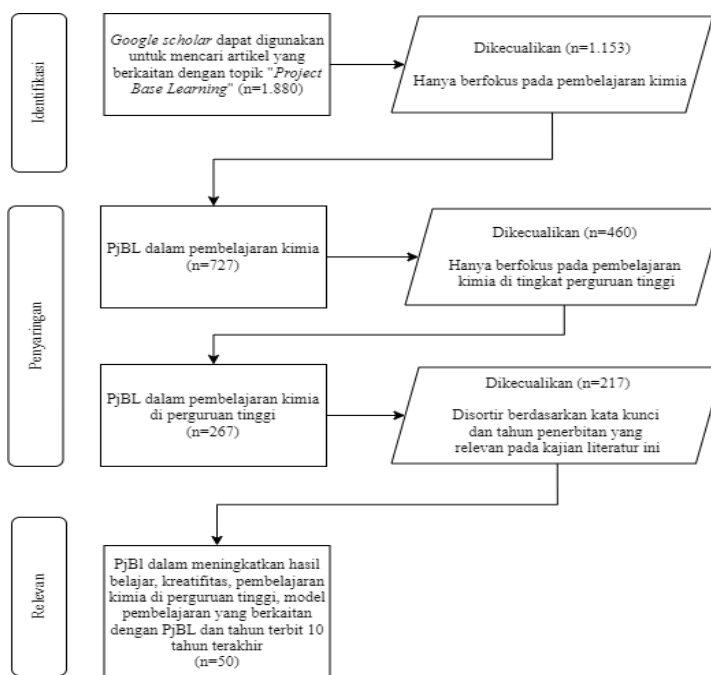 Identifikasi
Google scholar dapat digunakan
untuk mencari artikel yang
berkaitan dengan topik "Project
Base Learning" (n=1.880)
Dikecualikan (n=1.153)
Hanya berfokus pada pembelajaran kimia
Penyaringan
PjBL dalam pembelajaran kimia
(n=727)
Dikecualikan (n=460)
Hanya berfokus pada pembelajaran
kimia di tingkat perguruan tinggi
PjBL dalam pembelajaran kimia
di perguruan tinggi
(n=267)
Dikecualikan (n=217)
Disortir berdasarkan kata kunci
dan tahun penerbitan yang
relevan pada kajian literatur ini
Relevan
PjBl dalam meningkatkan hasil
belajar, kreatifitas, pembelajaran
kimia di perguruan tinggi, model
pembelajaran yang berkaitan
dengan PjBL dan tahun terbit 10
tahun terakhir
(n=50)